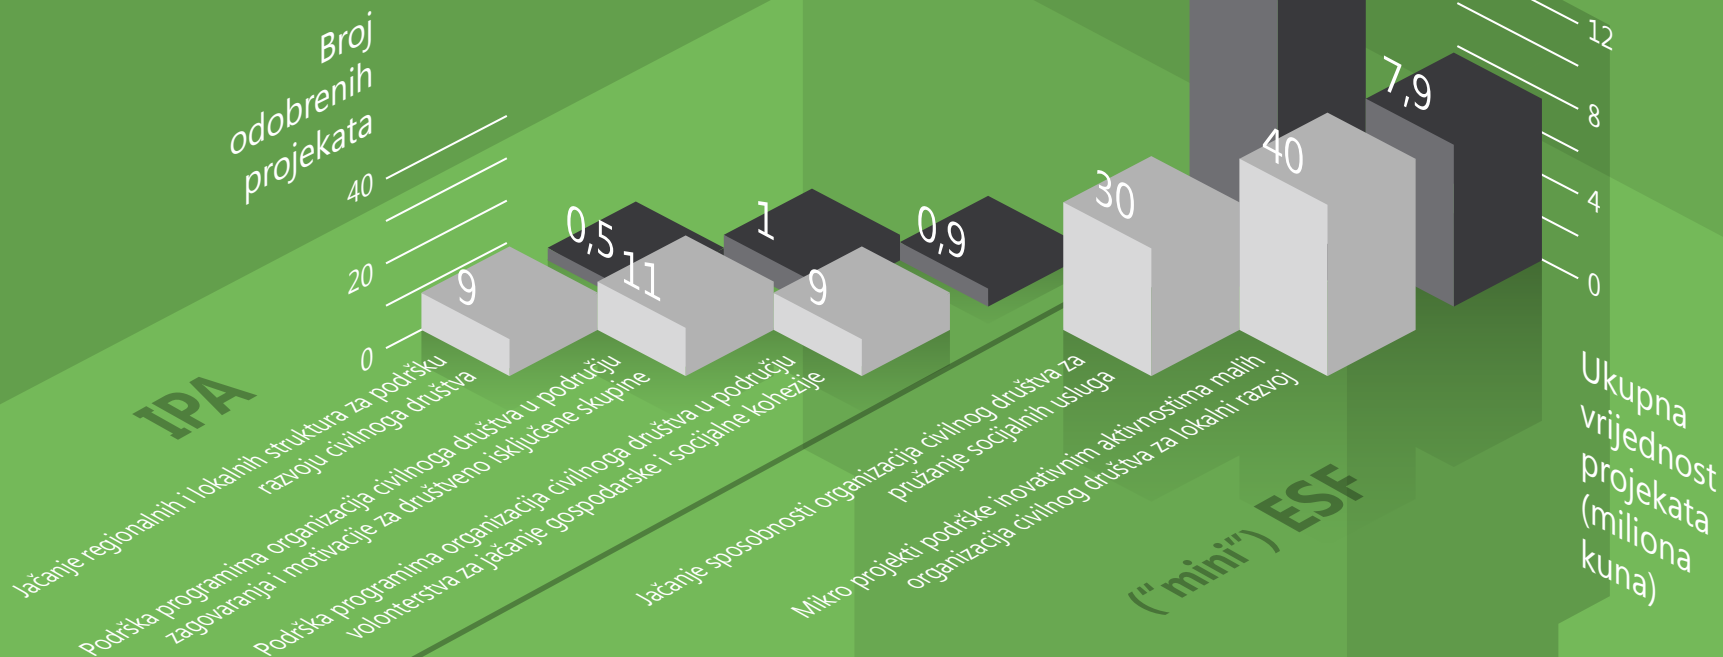 Broj
odobrenih
projekata
40
20
0
12
8
4
0
7,9
40
30
0,5
1
0,9
9
11
9
IPA
Jačanje regionalnih i lokalnih struktura za podršku
razvoju civilnoga društva
Podrška programima organizacija civilnoga društva u području
zagovaranja i motivacije za društveno isključene skupine
Podrška programima organizacija civilnoga društva u području
volonterstva za jačanje gospodarske i socijalne kohezije
Jačanje sposobnosti organizacija civilnog društva za
pružanje socijalnih usluga
Mikro projekti podrške inovativnim aktivnostima malih
organizacija civilnog društva za lokalni razvoj
("mini") ESF
Ukupna
vrijednost
projekata
(miliona
kuna)